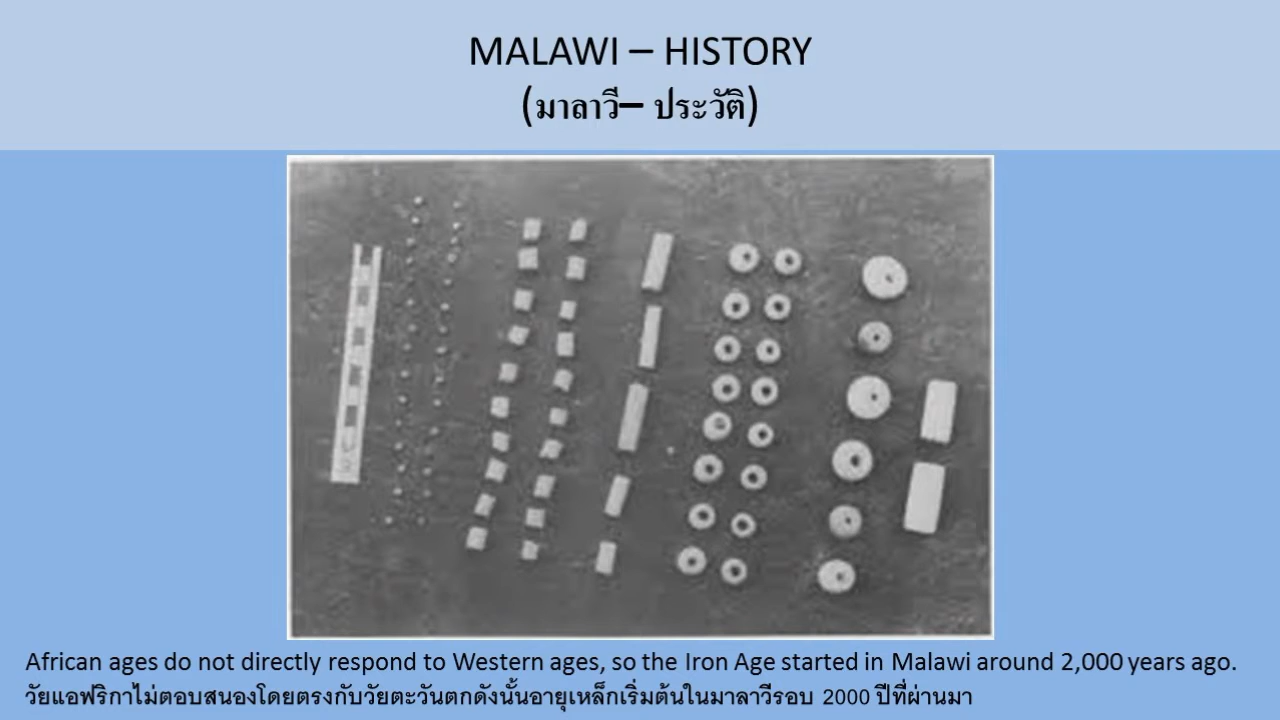 MALAWI – HISTORY
(มาลาวี– ประวัติ)
African ages do not directly respond to Western ages, so the Iron Age started in Malawi around 2,000 years ago.
วัยแอฟริกาไม่ตอบสนองโดยตรงกับวัยตะวันตกดังนั้นอายุเหล็กเริ่มต้นในมาลาวีรอบ 2000 ปีที่ผ่านมา